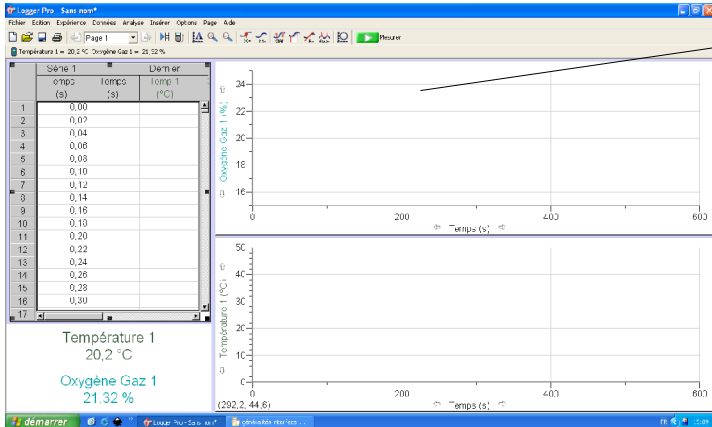 Logger Pro - Sans nom*
Fichier Edition Expérience Données Analyse Insérer Options Page Aide
Page 1
Mesurer
Température 1 = 20,2 °C Oxygène Gaz 1 = 21,32 %
Série 1 Dernier
Temps Temps Temp 1
(s) (s) (°C)
1 0,00
2 0,02
3 0,04
4 0,06
5 0,08
6 0,10
7 0,12
8 0,14
9 0,16
10 0,18
11 0,20
12 0,22
13 0,24
14 0,26
15 0,28
16 0,30
17
Température 1
20,2 °C
Oxygène Gaz 1
21,32 %
Oxygène Gaz 1 (%)
24
22
20
18
16
0 200 400 600
Temps (s)
Température 1 (°C)
50
40
30
20
10
0
0 200 400 600
(292,2, 44,6)
Temps (s)
démarrer
Logger Pro - Sans nom*
FR